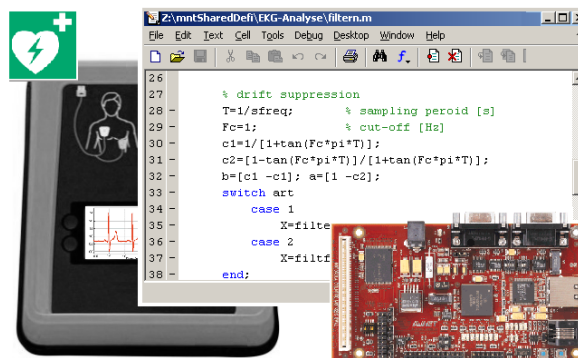 Z:\mntSharedDefi\EKG-Analyse\filtern.m
File Edit Text Cell Tools Debug Desktop Window Help
26
27 % drift suppression
28 - T=1/sfreq; % sampling peroid [s]
29 - Fc=1; % cut-off [Hz]
30 - c1=1/[1+tan(Fc*pi*T)];
31 - c2=[1-tan(Fc*pi*T)]/[1+tan(Fc*pi*T)];
32 - b=[c1 -c1]; a=[1 -c2];
33 - switch art
34 - case 1
35 - X=filte
36 - case 2
37 - X=filtf
38 - end;